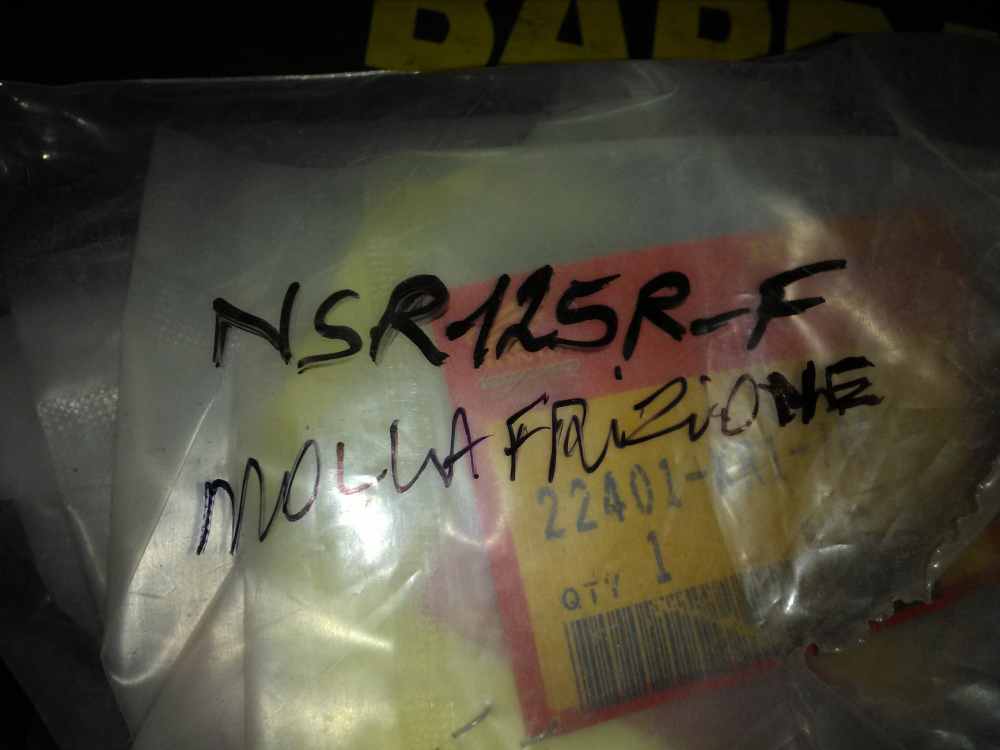 NSR125R-F
MOLLA FRIZIONE
22401-
1
QTY